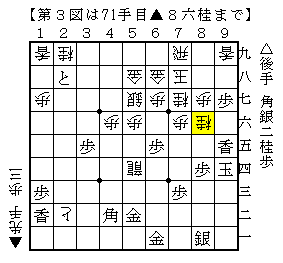 【第３図は71手目▲８六桂まで】
1 2 3 4 5 6 7 8 9
香 桂 飛 香 九
と 金 金 玉 八
歩 銀 歩 銀 歩 歩 七
歩 歩 歩 桂 六
歩 歩 香 五
龍 歩 玉 四
歩 歩 三
香 と 角 金 二
金 銀 一
△後手 角銀二桂歩
▲先手 歩三